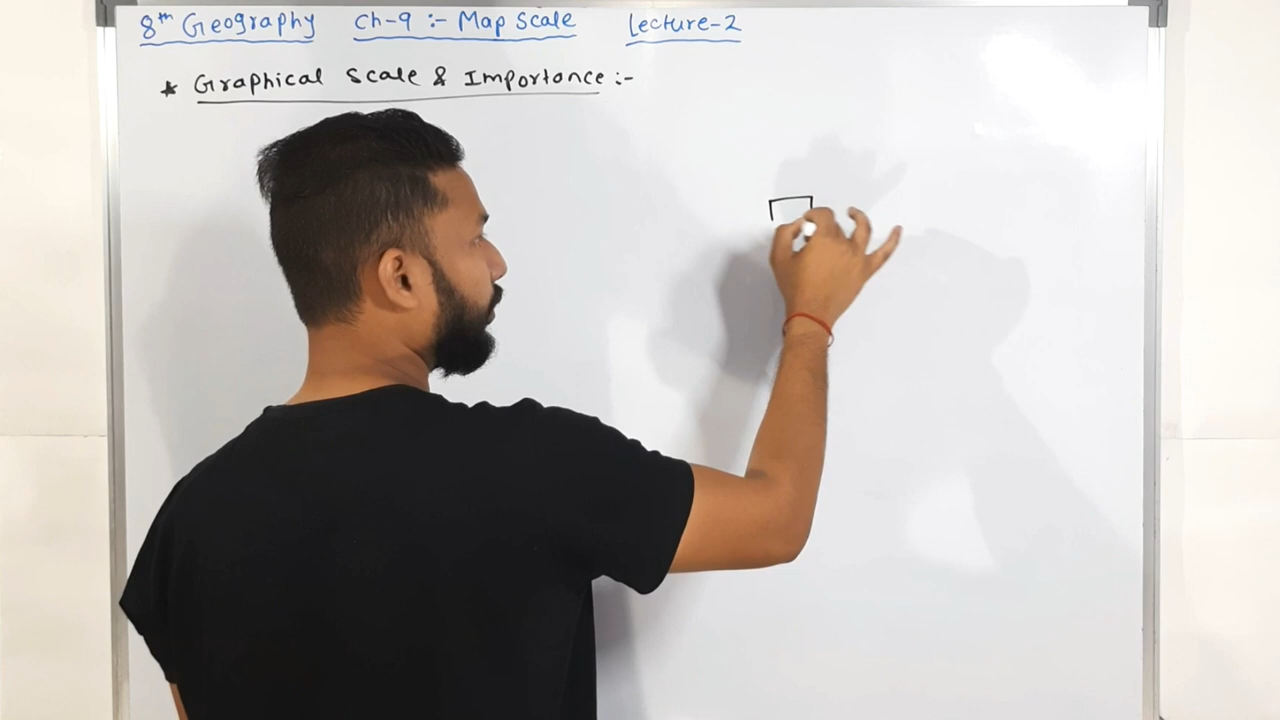 8th Geography Ch-9 :- Map Scale Lecture-2
* Graphical Scale & Importance :-